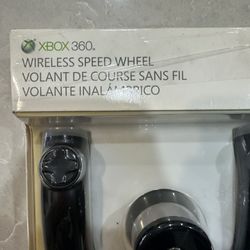 XBOX 360®
WIRELESS SPEED WHEEL
VOLANT DE COURSE SANS FIL
VOLANTE INALÁMBRICO